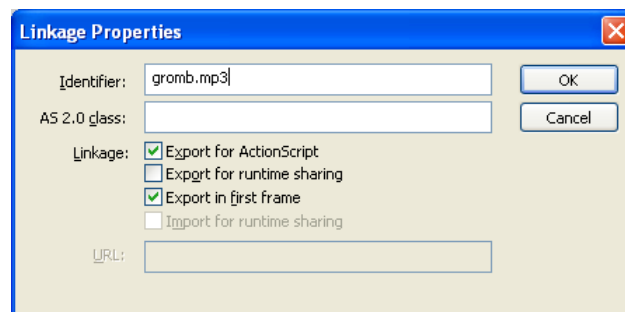 Linkage Properties
Identifier: gromb.mp3 OK
AS 2.0 class: Cancel
Linkage: Export for ActionScript
Export for runtime sharing
Export in first frame
Import for runtime sharing
URL: